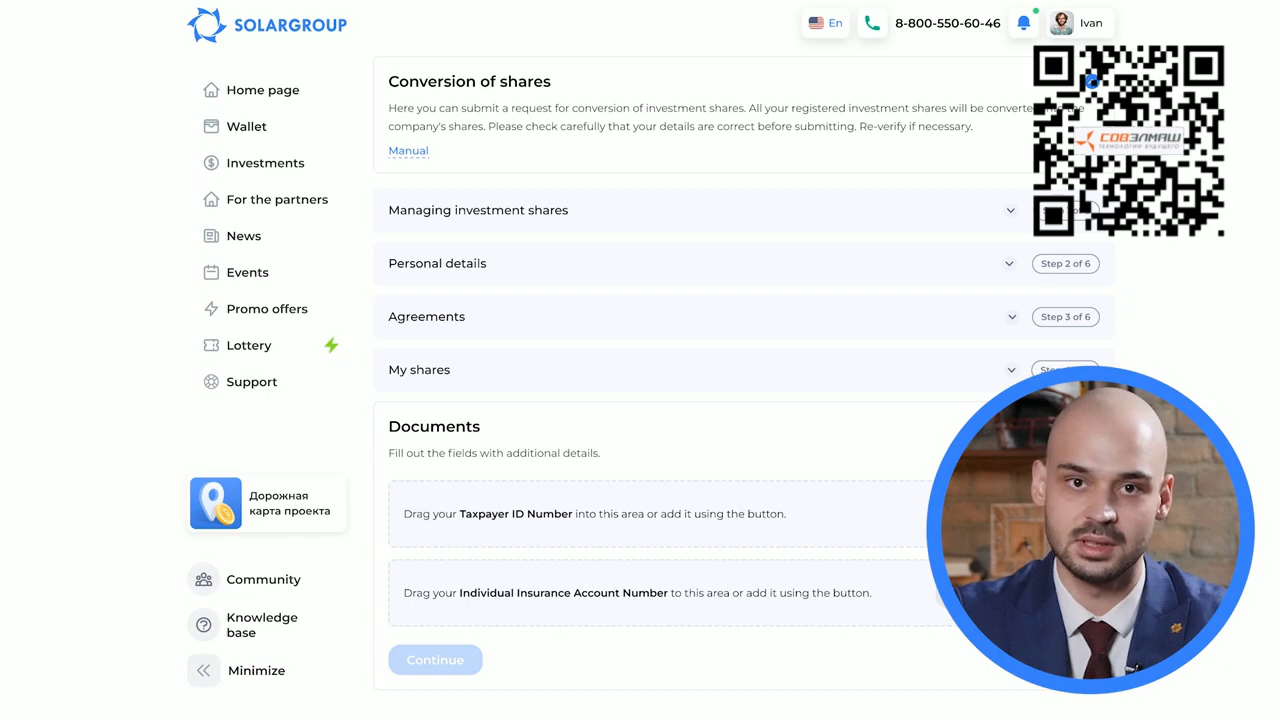 SOLARGROUP
En
8-800-550-60-46
Ivan
Home page
Wallet
Investments
For the partners
News
Events
Promo offers
Lottery
Support
Дорожная
карта проекта
Community
Knowledge
base
Minimize
Conversion of shares
Here you can submit a request for conversion of investment shares. All your registered investment shares will be converte the
company's shares. Please check carefully that your details are correct before submitting. Re-verify if necessary.
Manual
Managing investment shares
Personal details
Step 2 of 6
Agreements
Step 3 of 6
My shares
Documents
Fill out the fields with additional details.
Drag your Taxpayer ID Number into this area or add it using the button.
Drag your Individual Insurance Account Number to this area or add it using the button.
Continue
СОВЭЛМАШ
ТЕХНОЛОГИИ БУДУЩЕГО